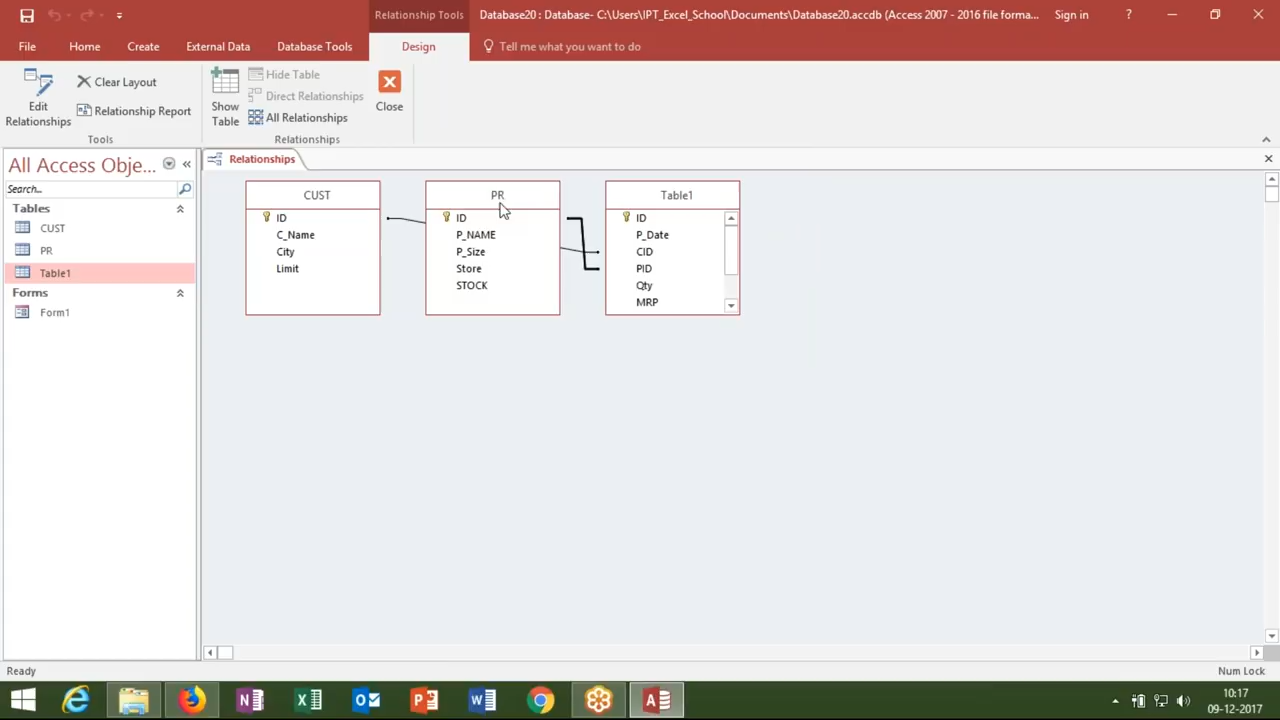 Relationship Tools
Database20 : Database- C:\Users\IPT_Excel_School\Documents\Database20.accdb (Access 2007 - 2016 file forma...
Sign in
?
File
Home
Create
External Data
Database Tools
Design
Tell me what you want to do
Edit
Relationships
Clear Layout
Relationship Report
Tools
Show
Table
Hide Table
Direct Relationships
All Relationships
Relationships
Close
All Access Obje...
Search...
Tables
CUST
PR
Table1
Forms
Form1
Relationships
CUST
ID
C_Name
City
Limit
PR
ID
P_NAME
P_Size
Store
STOCK
Table1
ID
P_Date
CID
PID
Qty
MRP
Ready
Num Lock
10:17
09-12-2017